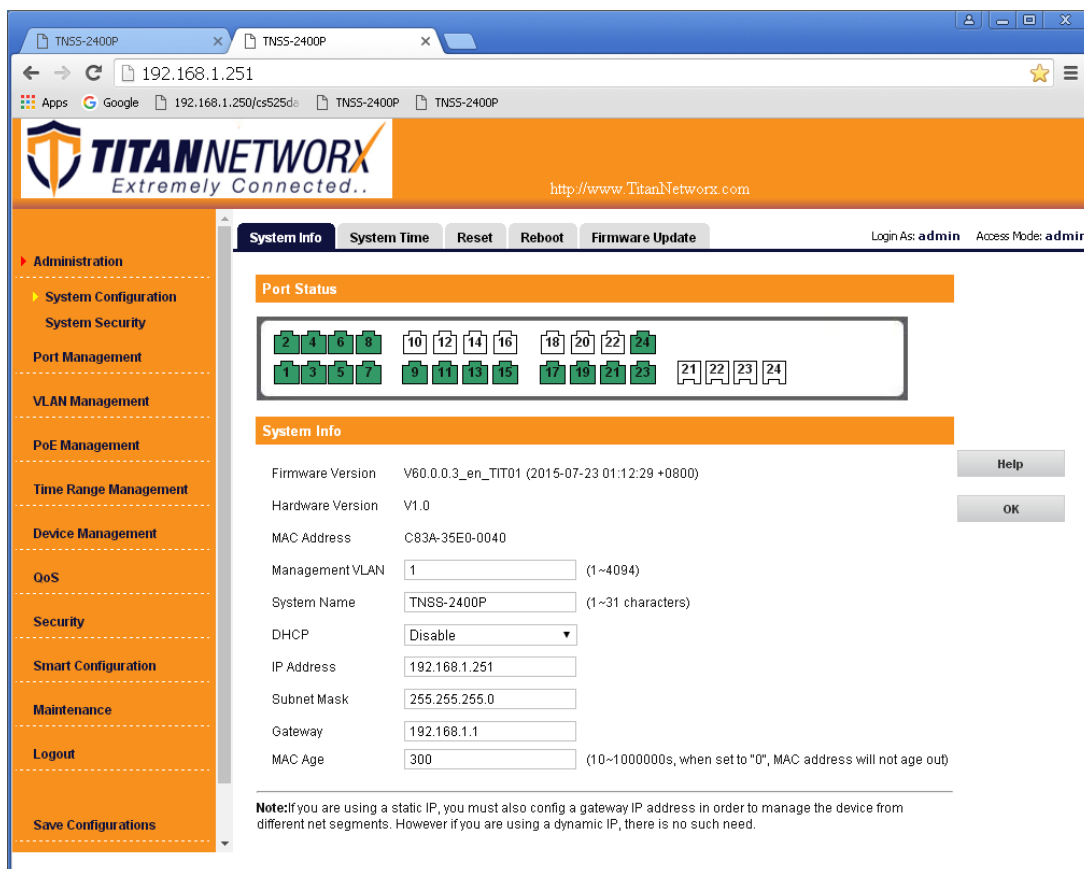 TNSS-2400P
TNSS-2400P
192.168.1.251
Apps Google 192.168.1.250/cs525da TNSS-2400P TNSS-2400P
TITANNETWORX
Extremely Connected..
http://www.TitanNetworx.com
System Info System Time Reset Reboot Firmware Update Login As: admin Access Mode: admin
Administration
System Configuration
System Security
Port Management
VLAN Management
PoE Management
Time Range Management
Device Management
QoS
Security
Smart Configuration
Maintenance
Logout
Save Configurations
Port Status
2 4 6 8 10 12 14 16 18 20 22 24
1 3 5 7 9 11 13 15 17 19 21 23 21 22 23 24
System Info
Firmware Version V60.0.0.3_en_TIT01 (2015-07-23 01:12:29 +0800)
Hardware Version V1.0
MAC Address C83A-35E0-0040
Management VLAN 1 (1~4094)
System Name TNSS-2400P (1~31 characters)
DHCP Disable
IP Address 192.168.1.251
Subnet Mask 255.255.255.0
Gateway 192.168.1.1
MAC Age 300 (10~1000000s, when set to "0", MAC address will not age out)
Note:If you are using a static IP, you must also config a gateway IP address in order to manage the device from
different net segments. However if you are using a dynamic IP, there is no such need.
Help
OK